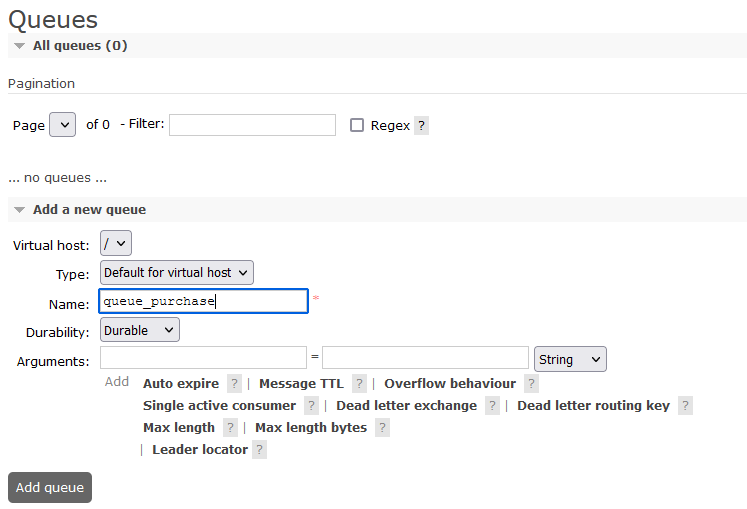 Queues
All queues (0)
Pagination
Page of 0 - Filter: Regex ?
... no queues ...
Add a new queue
Virtual host: /
Type: Default for virtual host
Name: queue_purchase *
Durability: Durable
Arguments: = String
Add Auto expire ? | Message TTL ? | Overflow behaviour ?
Single active consumer ? | Dead letter exchange ? | Dead letter routing key ?
Max length ? | Max length bytes ?
| Leader locator ?
Add queue